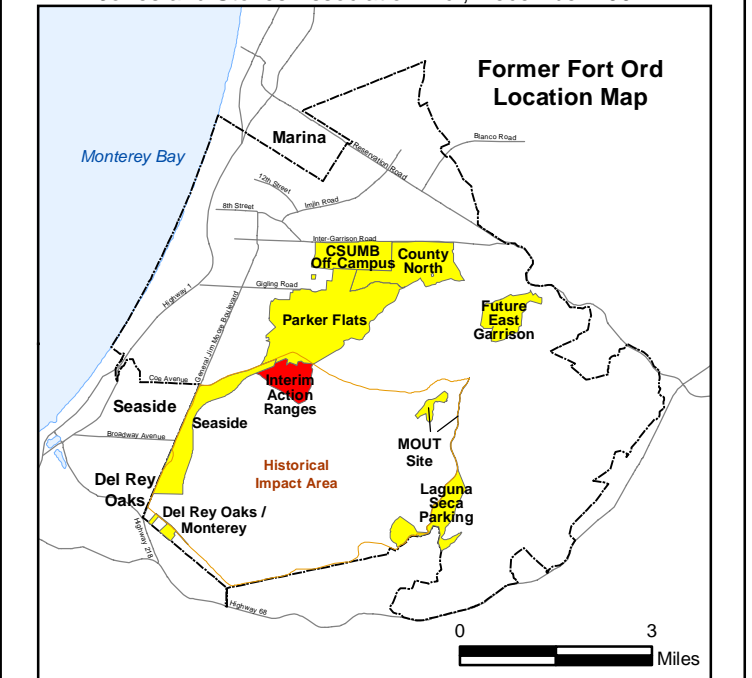 Former Fort Ord
Location Map
Marina
Monterey Bay
Blanco Road
Reservation Road
12th Street
Imjin Road
8th Street
Inter-Garrison Road
CSUMB
Off-Campus
County
North
Gigling Road
Highway 1
General Jim Moore Boulevard
Parker Flats
Future
East
Garrison
Coe Avenue
Interim
Action
Ranges
Seaside
Seaside
Broadway Avenue
MOUT
Site
Historical
Impact Area
Del Rey
Oaks
Laguna
Seca
Parking
Del Rey Oaks /
Monterey
Highway 218
Highway 68
0 3
Miles